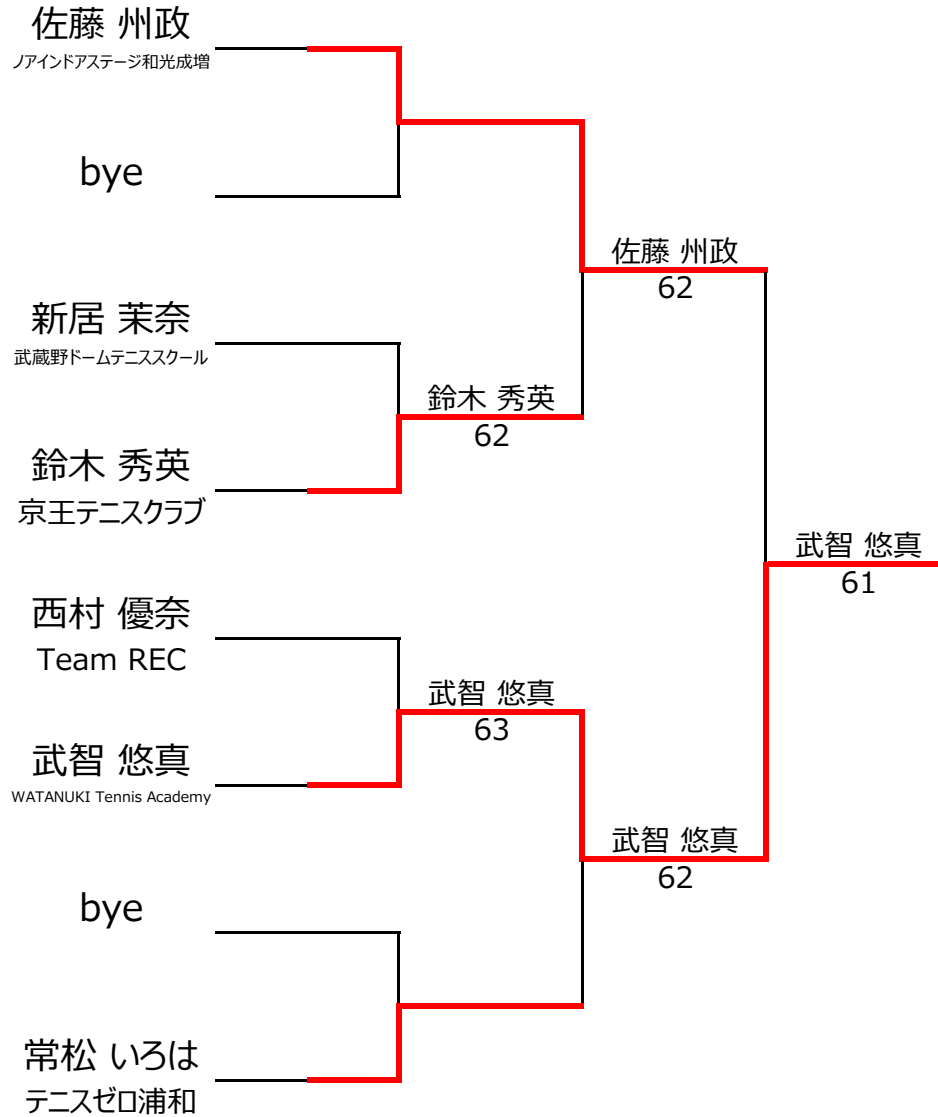 佐藤 州政
ノアインドアステージ和光成増
bye
佐藤 州政
62
新居 茉奈
武蔵野ドームテニススクール
鈴木 秀英
62
鈴木 秀英
京王テニスクラブ
武智 悠真
61
西村 優奈
Team REC
武智 悠真
63
武智 悠真
WATANUKI Tennis Academy
武智 悠真
62
bye
常松 いろは
テニスゼロ浦和